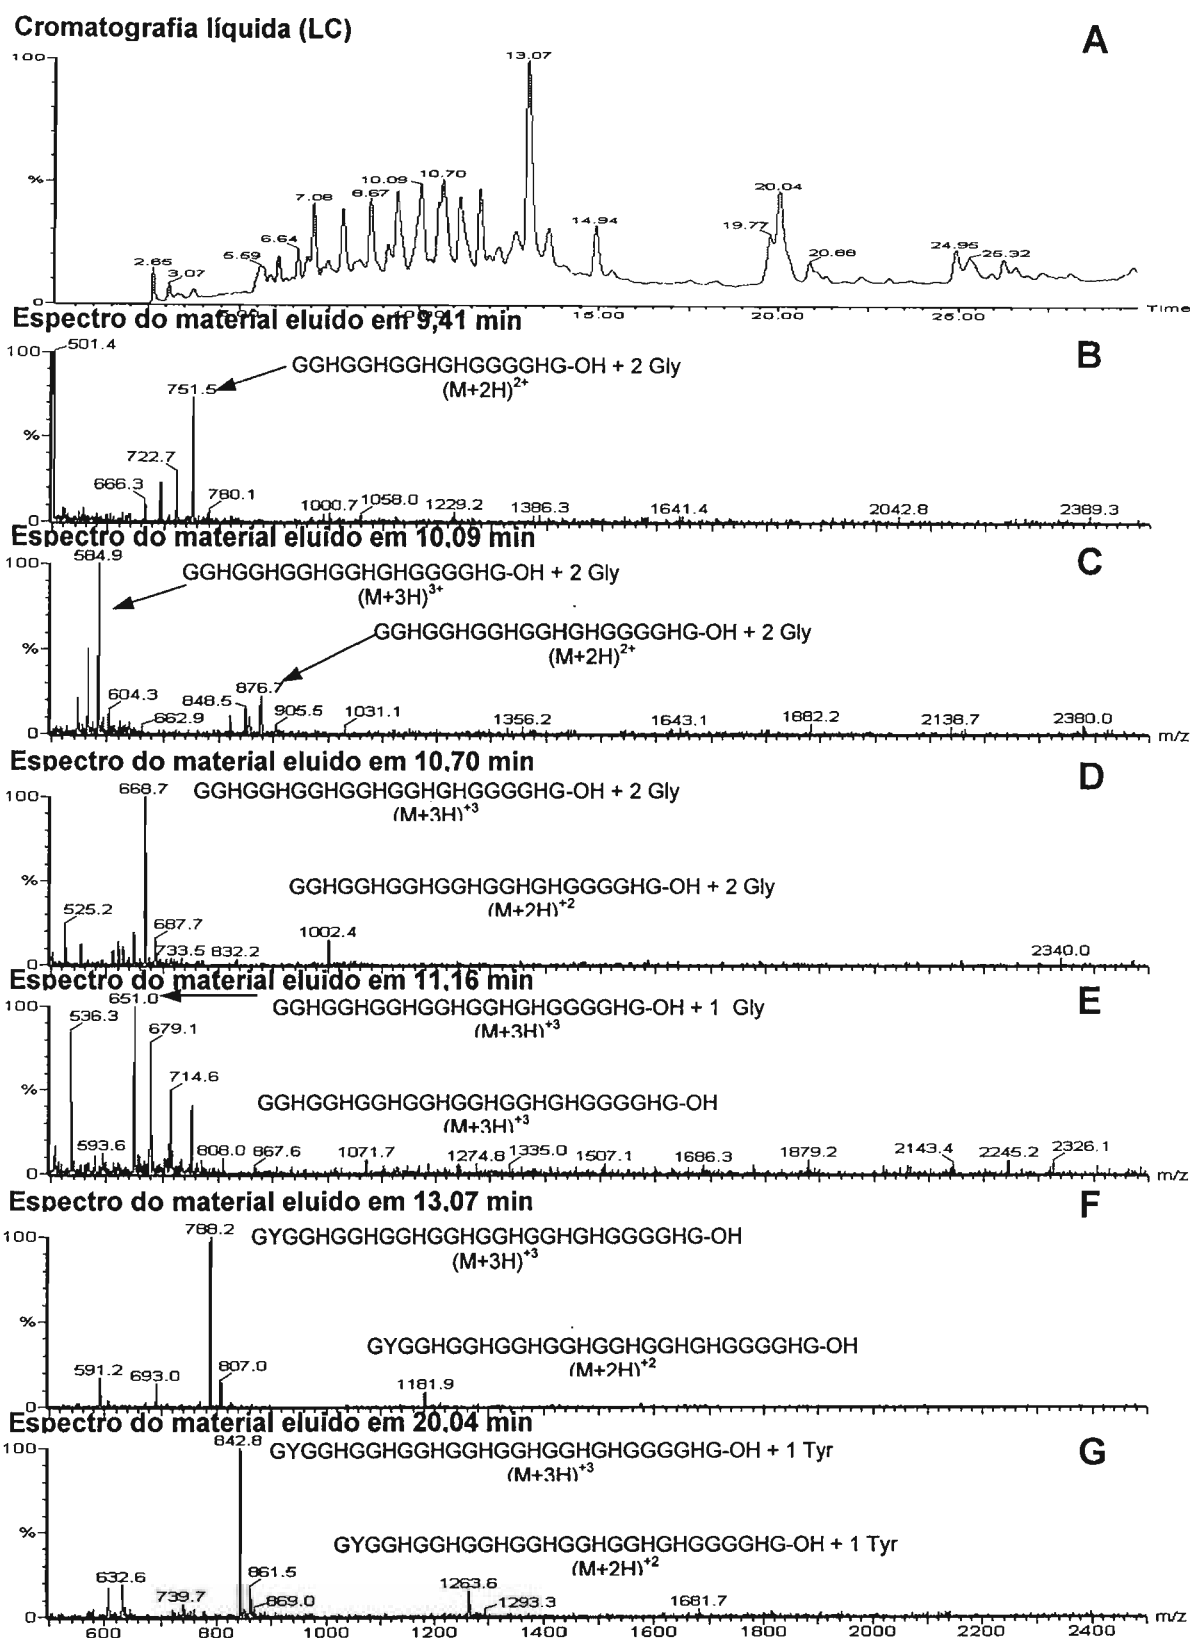 Cromatografia líquida (LC)
A
100
13.07
%
7.08
8.67
10.09
10.70
6.64
5.59
2.65
3.07
14.94
20.04
19.77
20.88
24.95
25.32
0
10.00
15.00
20.00
25.00
Time
Espectro do material eluído em 9,41 min
B
100
501.4
GGHGGHGGHGHGGGGHG-OH + 2 Gly
(M+2H)2+
751.5
%
722.7
666.3
780.1
1000.7
1058.0
1229.2
1386.3
1641.4
2042.8
2389.3
0
Espectro do material eluído em 10,09 min
C
100
584.9
GGHGGHGGHGGHGHGGGGHG-OH + 2 Gly
(M+3H)3+
GGHGGHGGHGGHGHGGGGHG-OH + 2 Gly
(M+2H)2+
%
604.3
662.9
848.5
876.7
905.5
1031.1
1356.2
1643.1
1882.2
2138.7
2380.0
0
m/z
Espectro do material eluído em 10,70 min
D
100
668.7
GGHGGHGGHGGHGGHGHGGGGHG-OH + 2 Gly
(M+3H)+3
%
GGHGGHGGHGGHGGHGHGGGGHG-OH + 2 Gly
(M+2H)+2
525.2
687.7
733.5
832.2
1002.4
2340.0
0
Espectro do material eluído em 11,16 min
E
100
651.0
GGHGGHGGHGGHGGHGHGGGGHG-OH + 1 Gly
(M+3H)+3
536.3
679.1
%
714.6
GGHGGHGGHGGHGGHGGHGHGGGGHG-OH
(M+3H)+3
593.6
808.0
867.6
1071.7
1274.8
1335.0
1507.1
1686.3
1879.2
2143.4
2245.2
2326.1
0
m/z
Espectro do material eluído em 13,07 min
F
100
788.2
GYGGHGGHGGHGGHGGHGGHGHGGGGHG-OH
(M+3H)+3
%
GYGGHGGHGGHGGHGGHGGHGHGGGGHG-OH
(M+2H)+2
591.2
693.0
807.0
1181.9
0
Espectro do material eluído em 20,04 min
G
100
842.8
GYGGHGGHGGHGGHGGHGGHGHGGGGHG-OH + 1 Tyr
(M+3H)+3
%
GYGGHGGHGGHGGHGGHGGHGHGGGGHG-OH + 1 Tyr
(M+2H)+2
632.6
739.7
861.5
869.0
1263.6
1293.3
1681.7
0
m/z
600
800
1000
1200
1400
1600
1800
2000
2200
2400